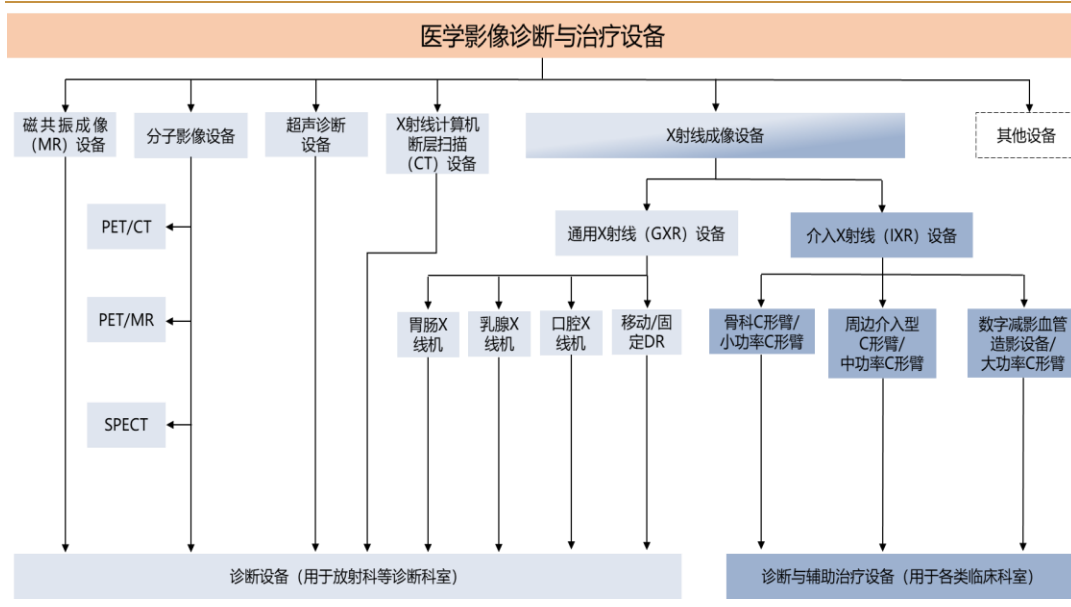 医学影像诊断与治疗设备
磁共振成像
（MR）设备
分子影像设备
超声诊断
设备
X射线计算机
断层扫描
（CT）设备
X射线成像设备
其他设备
PET/CT
PET/MR
SPECT
通用X射线（GXR）设备
介入X射线（IXR）设备
胃肠X
线机
乳腺X
线机
口腔X
线机
移动/固
定DR
骨科C形臂/
小功率C形臂
周边介入型
C形臂/
中功率C形臂
数字减影血管
造影设备/
大功率C形臂
诊断设备（用于放射科等诊断科室）
诊断与辅助治疗设备（用于各类临床科室）